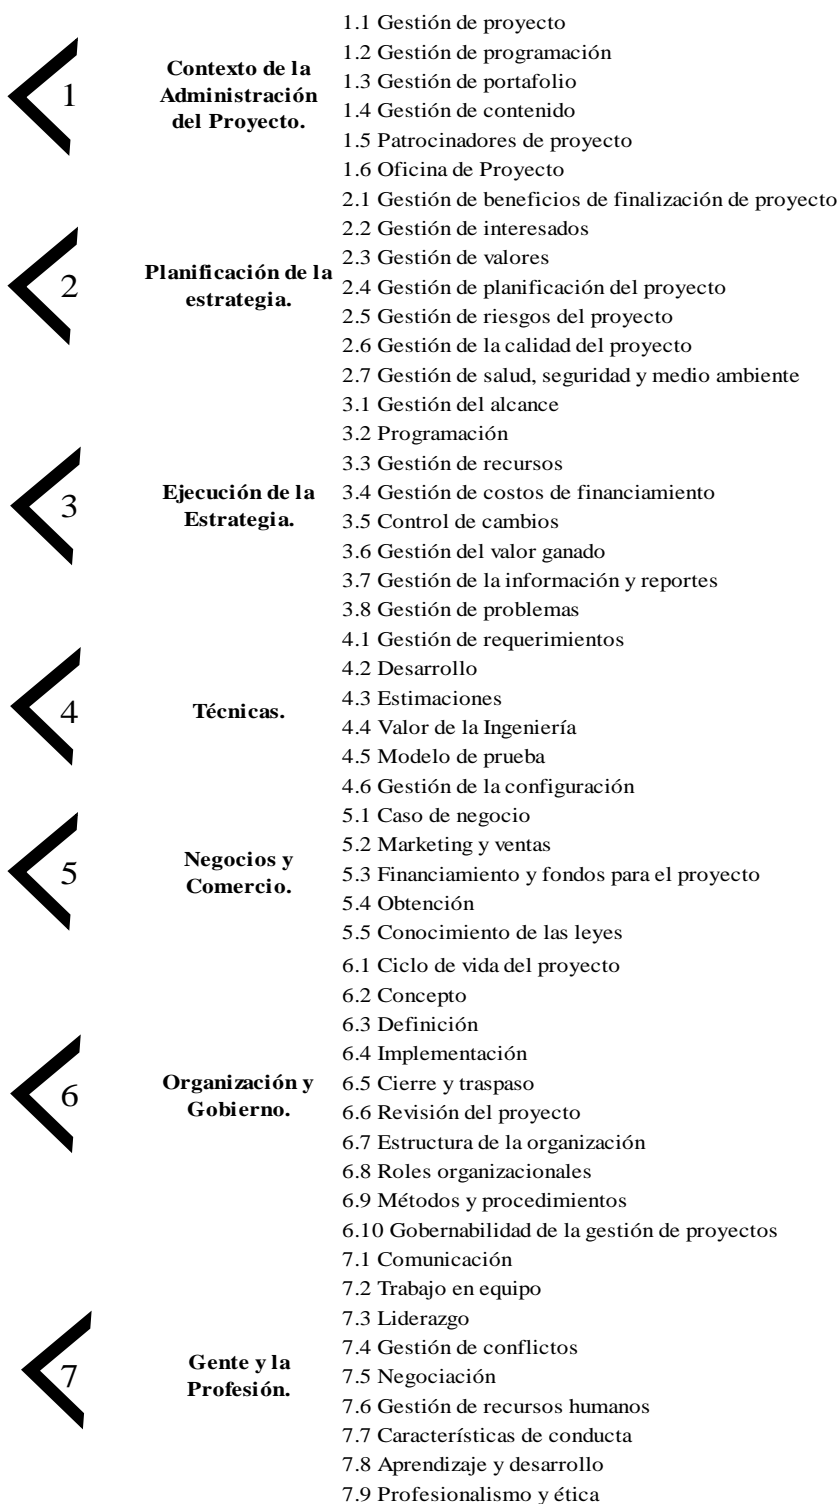 1
Contexto de la
Administración
del Proyecto.
1.1 Gestión de proyecto
1.2 Gestión de programación
1.3 Gestión de portafolio
1.4 Gestión de contenido
1.5 Patrocinadores de proyecto
1.6 Oficina de Proyecto
2
Planificación de la
estrategia.
2.1 Gestión de beneficios de finalización de proyecto
2.2 Gestión de interesados
2.3 Gestión de valores
2.4 Gestión de planificación del proyecto
2.5 Gestión de riesgos del proyecto
2.6 Gestión de la calidad del proyecto
2.7 Gestión de salud, seguridad y medio ambiente
3
Ejecución de la
Estrategia.
3.1 Gestión del alcance
3.2 Programación
3.3 Gestión de recursos
3.4 Gestión de costos de financiamiento
3.5 Control de cambios
3.6 Gestión del valor ganado
3.7 Gestión de la información y reportes
3.8 Gestión de problemas
4
Técnicas.
4.1 Gestión de requerimientos
4.2 Desarrollo
4.3 Estimaciones
4.4 Valor de la Ingeniería
4.5 Modelo de prueba
4.6 Gestión de la configuración
5
Negocios y
Comercio.
5.1 Caso de negocio
5.2 Marketing y ventas
5.3 Financiamiento y fondos para el proyecto
5.4 Obtención
5.5 Conocimiento de las leyes
6
Organización y
Gobierno.
6.1 Ciclo de vida del proyecto
6.2 Concepto
6.3 Definición
6.4 Implementación
6.5 Cierre y traspaso
6.6 Revisión del proyecto
6.7 Estructura de la organización
6.8 Roles organizacionales
6.9 Métodos y procedimientos
6.10 Gobernabilidad de la gestión de proyectos
7
Gente y la
Profesión.
7.1 Comunicación
7.2 Trabajo en equipo
7.3 Liderazgo
7.4 Gestión de conflictos
7.5 Negociación
7.6 Gestión de recursos humanos
7.7 Características de conducta
7.8 Aprendizaje y desarrollo
7.9 Profesionalismo y ética